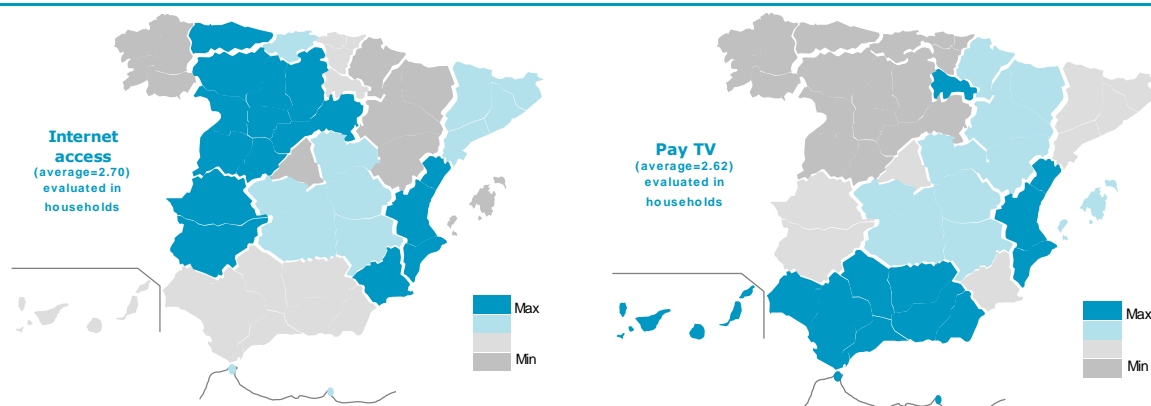 Internet
access
(average=2.70)
evaluated in
households
Max
Min
Pay TV
(average=2.62)
evaluated in
households
Max
Min